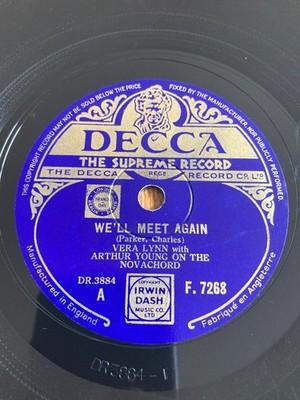 THIS COPYRIGHT RECORD MAY NOT BE SOLD BELOW THE PRICE FIXED BY THE MANUFACTURER NOR PUBLICLY PERFORMED.
DECCA
THE SUPREME RECORD
THE DECCA REGD RECORD CO., LTD
WE'LL MEET AGAIN
(Parker, Charles)
VERA LYNN with
ARTHUR YOUNG ON THE
NOVACHORD
DR.3884
A
F. 7268
COPYRIGHT
IRWIN
DASH
MUSIC CO.
LTD
Manufactured in England
Fabriqué en Angleterre
DR3884-1